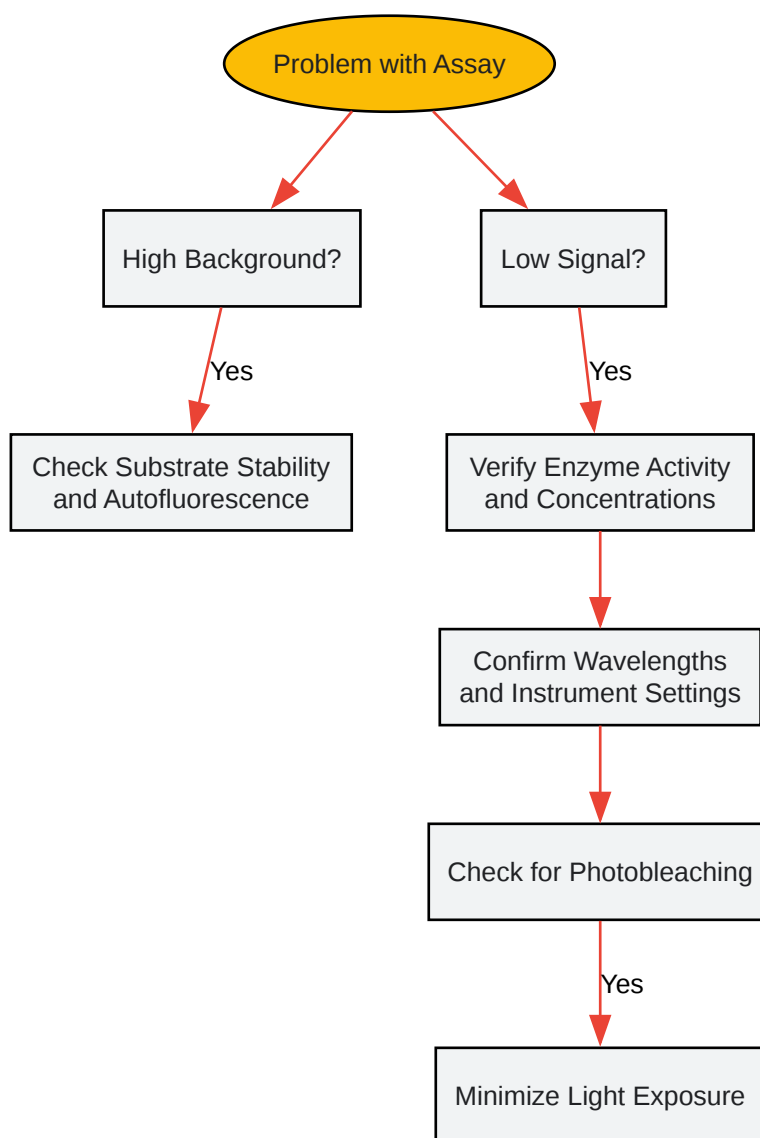 Problem with Assay
High Background?
Low Signal?
Yes
Yes
Check Substrate Stability
and Autofluorescence
Verify Enzyme Activity
and Concentrations
Confirm Wavelengths
and Instrument Settings
Check for Photobleaching
Yes
Minimize Light Exposure